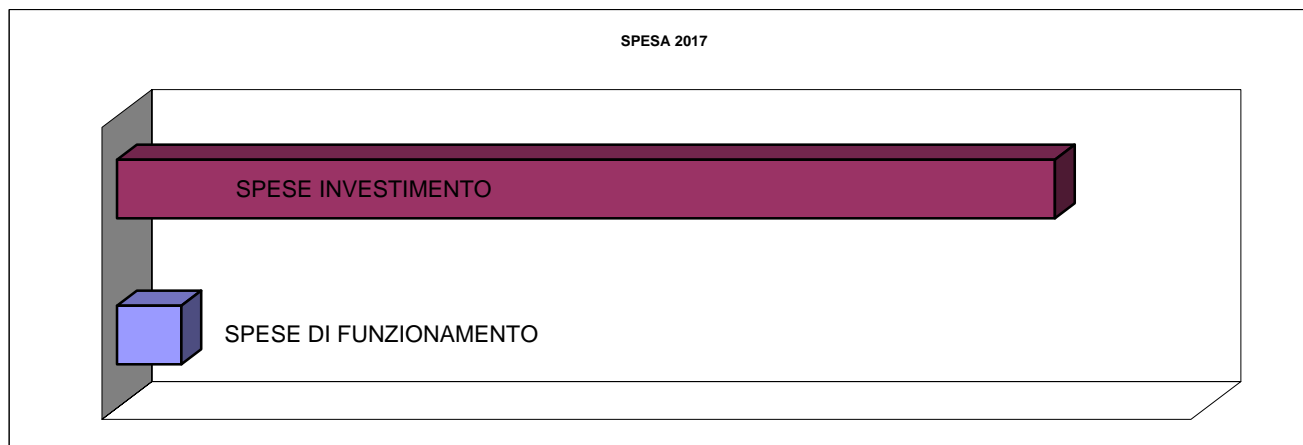 SPESA 2017
SPESE INVESTIMENTO
SPESE DI FUNZIONAMENTO